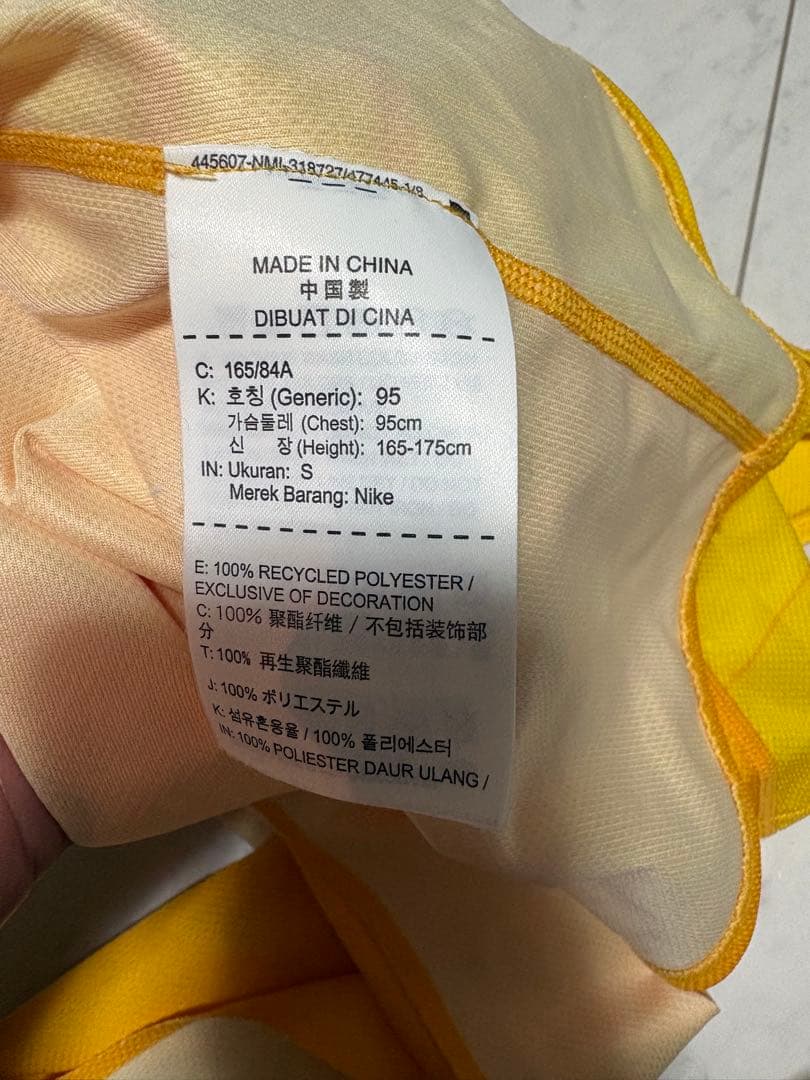 445607-NMI-318727/477445-1/8
MADE IN CHINA
中国製
DIBUAT DI CINA
C: 165/84A
K: 호칭 (Generic): 95
가슴둘레 (Chest): 95cm
신 장 (Height): 165-175cm
IN: Ukuran: S
Merek Barang: Nike
E: 100% RECYCLED POLYESTER /
EXCLUSIVE OF DECORATION
C: 100% 聚酯纤维 / 不包括装饰部
分
T: 100% 再生聚酯纖維
J: 100% ポリエステル
K: 섬유혼용율 / 100% 폴리에스터
IN: 100% POLIESTER DAUR ULANG /